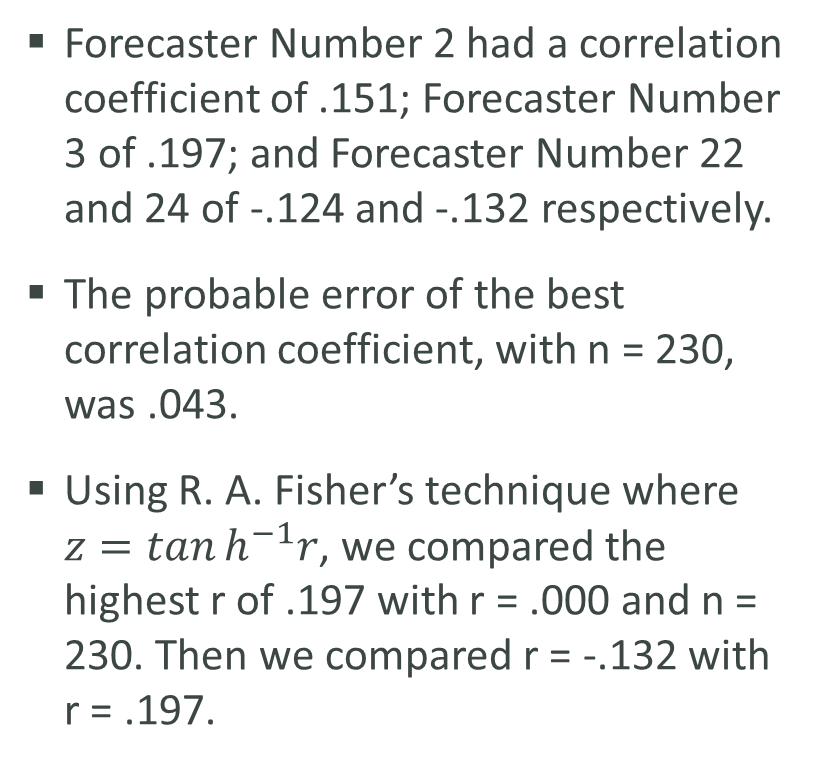 ▪ Forecaster Number 2 had a correlation
coefficient of .151; Forecaster Number
3 of .197; and Forecaster Number 22
and 24 of -.124 and -.132 respectively.
▪ The probable error of the best
correlation coefficient, with n = 230,
was .043.
▪ Using R. A. Fisher’s technique where
z = tan h⁻¹r, we compared the
highest r of .197 with r = .000 and n =
230. Then we compared r = -.132 with
r = .197.